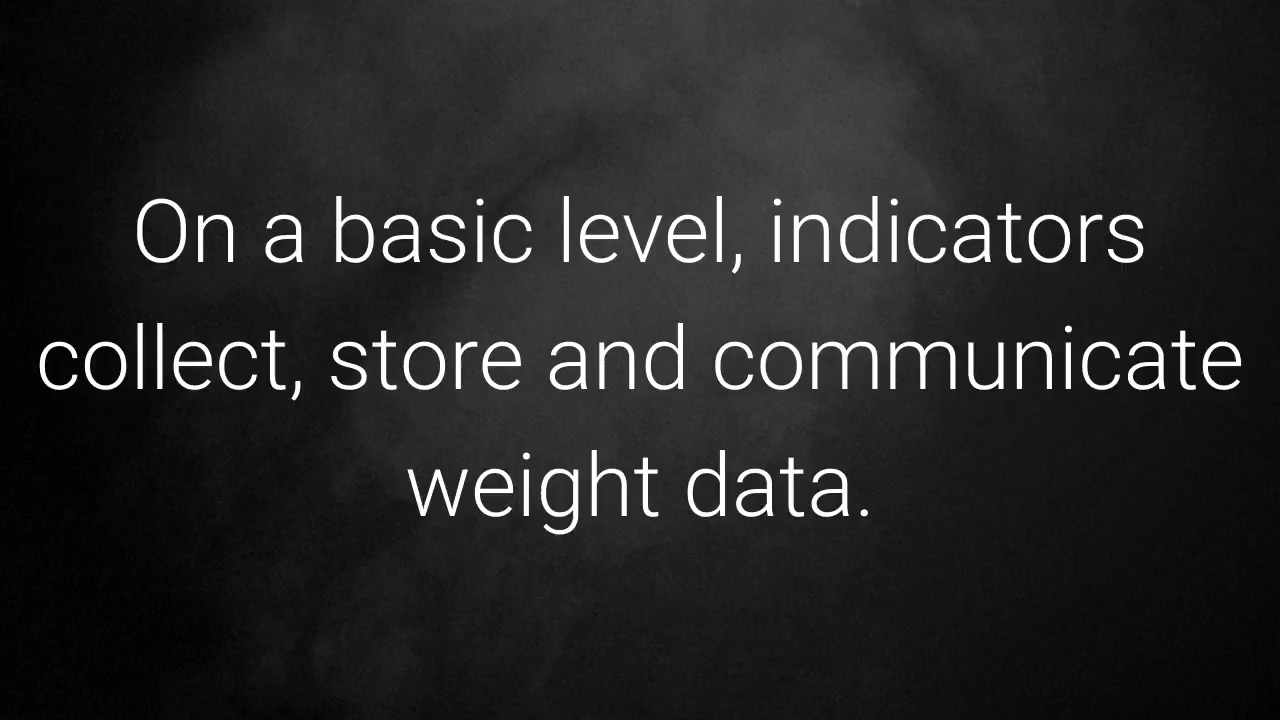 On a basic level, indicators
collect, store and communicate
weight data.